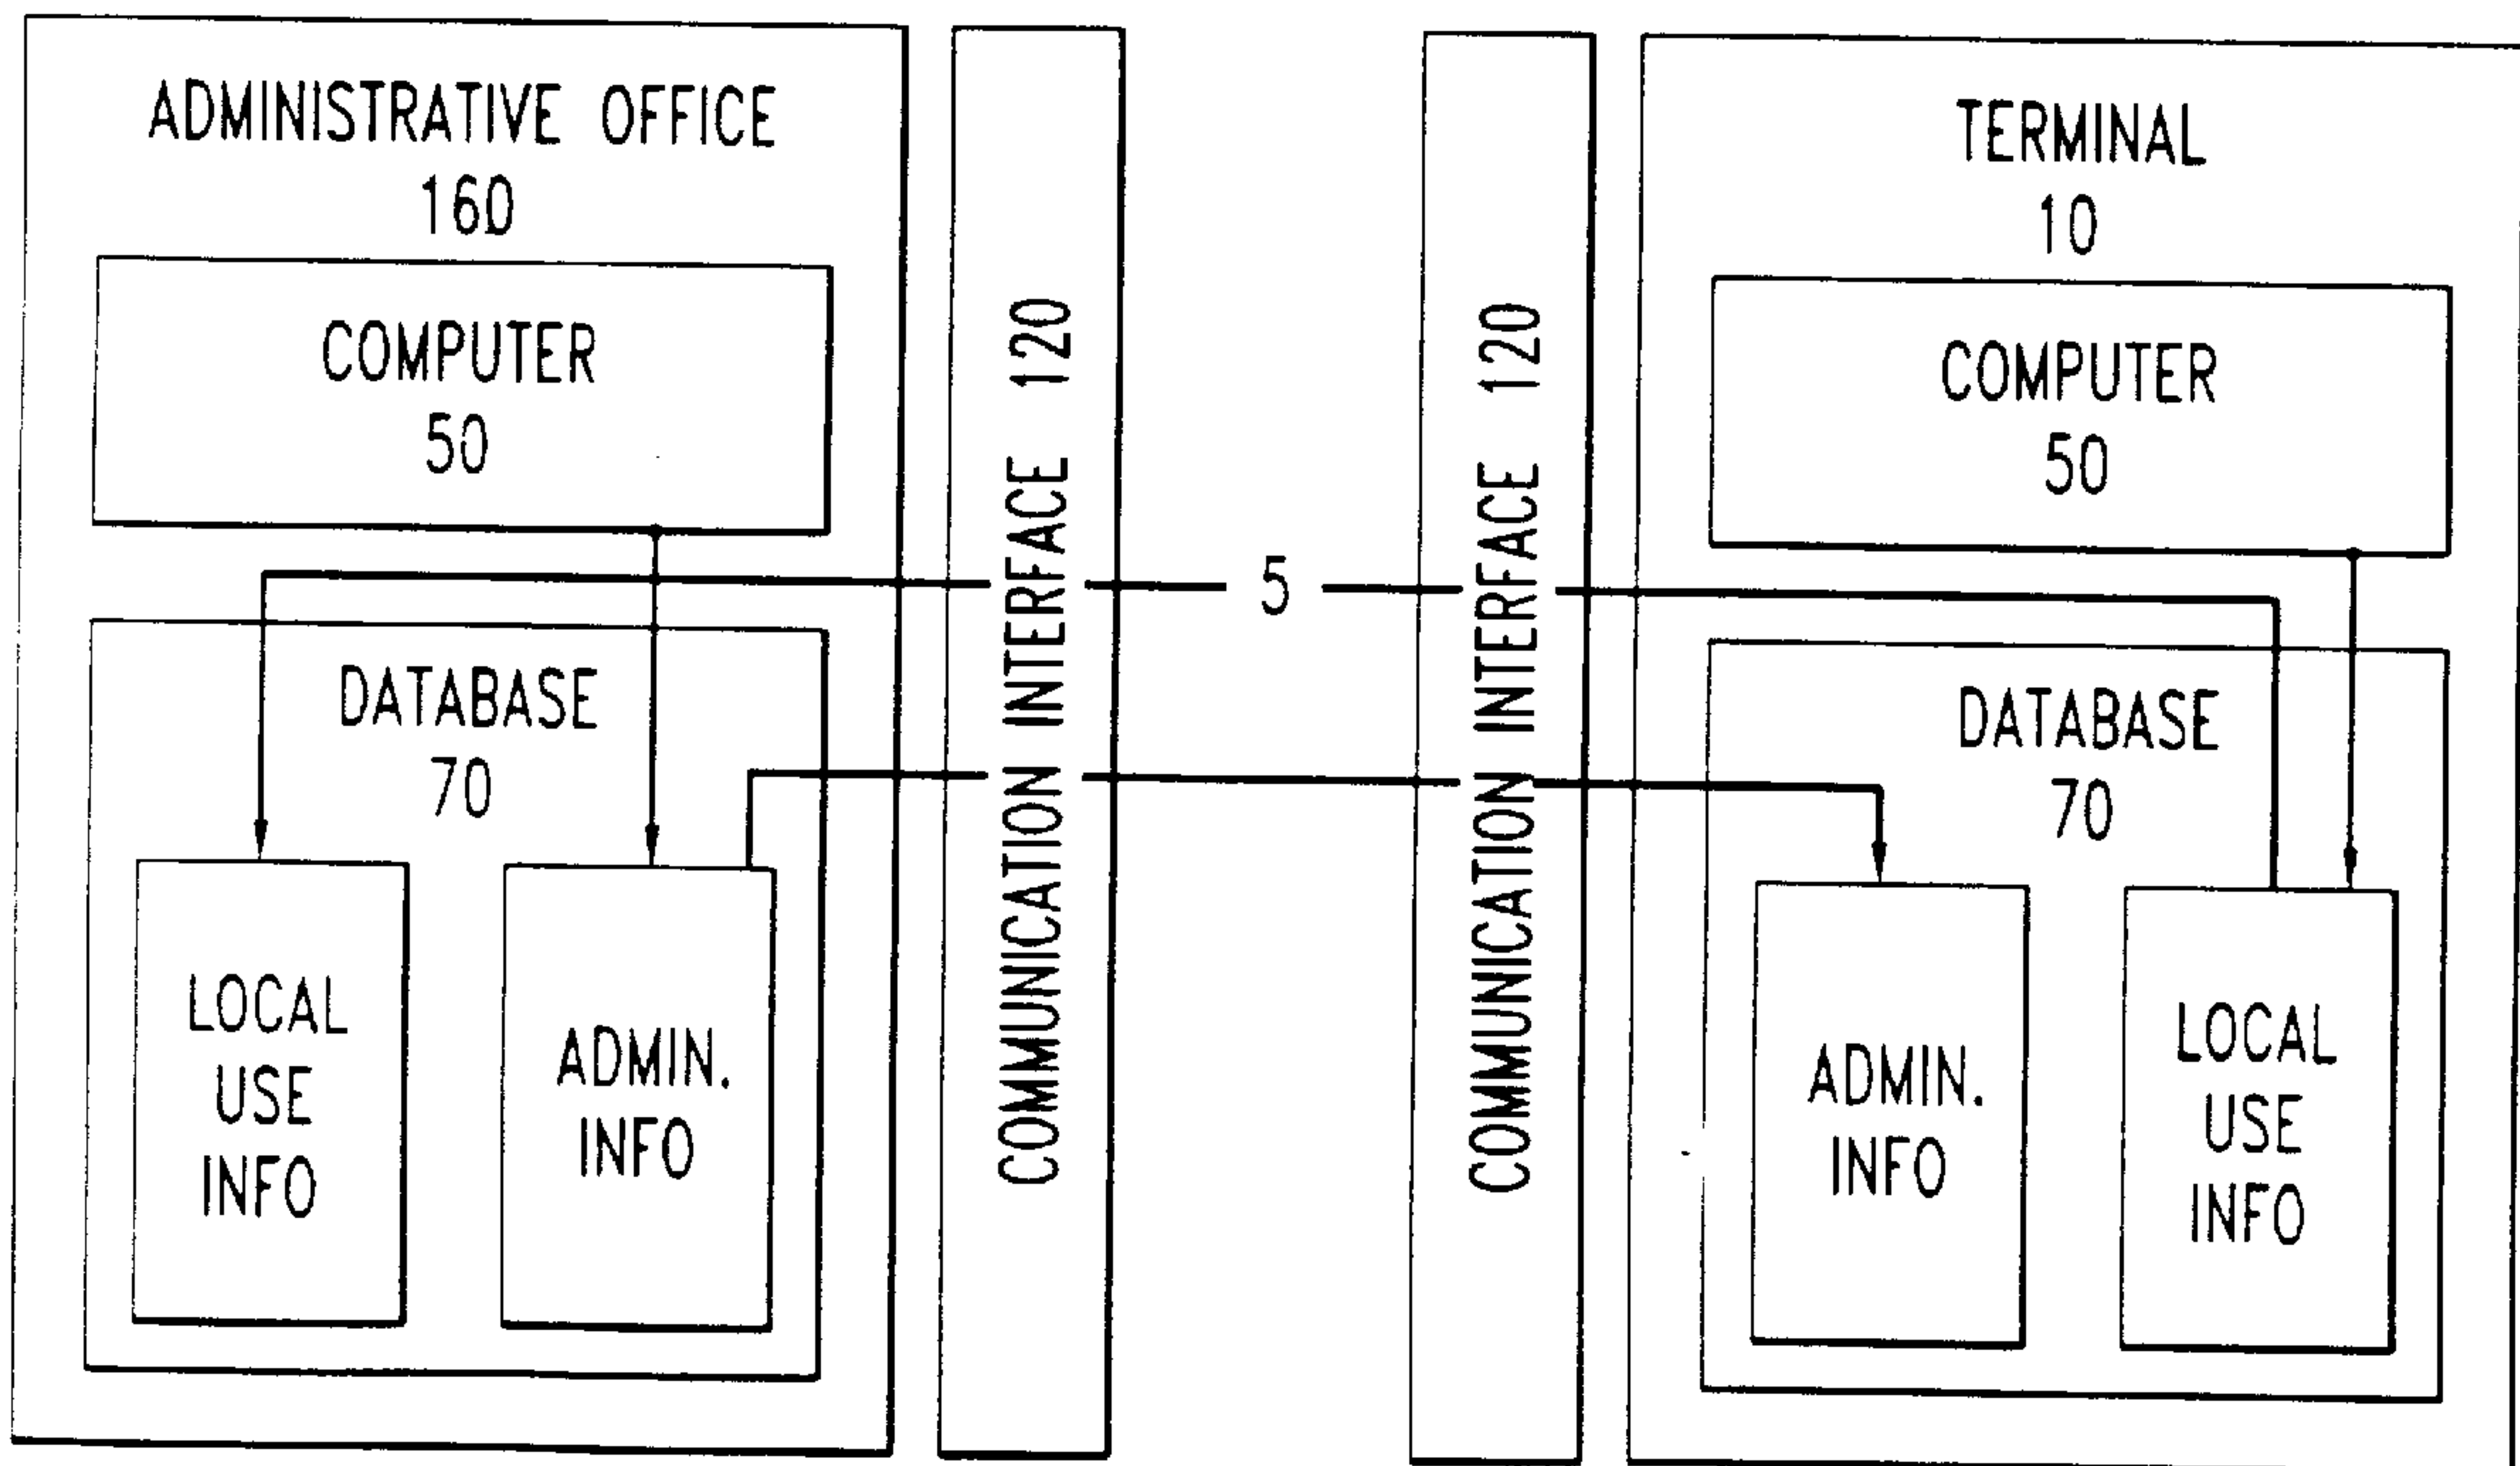 ADMINISTRATIVE OFFICE
160
COMPUTER
50
DATABASE
70
LOCAL
USE
INFO
ADMIN.
INFO
COMMUNICATION INTERFACE 120
5
COMMUNICATION INTERFACE 120
TERMINAL
10
COMPUTER
50
DATABASE
70
ADMIN.
INFO
LOCAL
USE
INFO